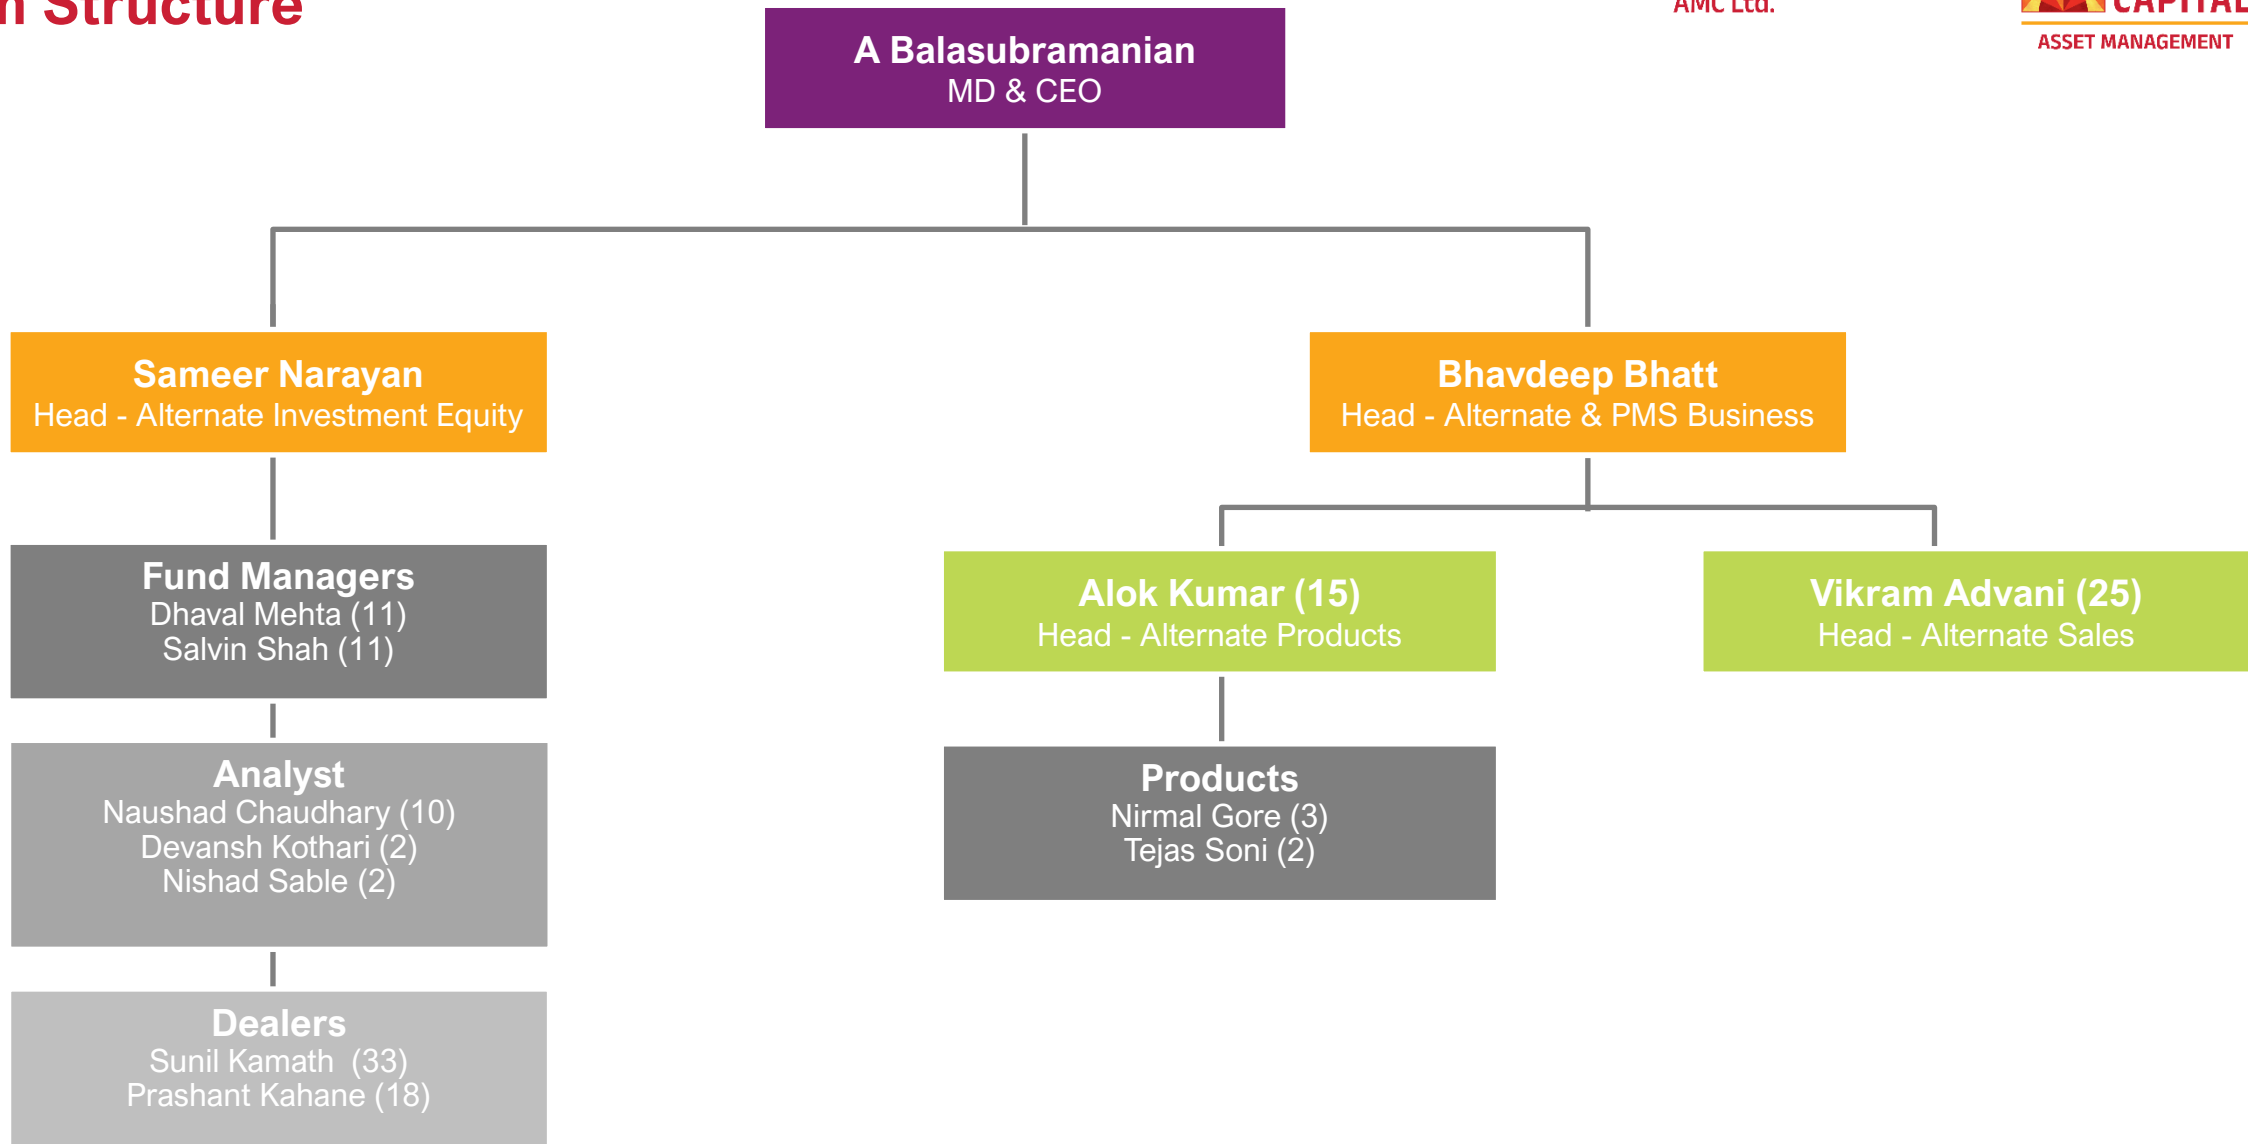 Structure
AMC Ltd.
CAPITAL
ASSET MANAGEMENT
A Balasubramanian
MD & CEO
Sameer Narayan
Head - Alternate Investment Equity
Bhavdeep Bhatt
Head - Alternate & PMS Business
Fund Managers
Dhaval Mehta (11)
Salvin Shah (11)
Alok Kumar (15)
Head - Alternate Products
Vikram Advani (25)
Head - Alternate Sales
Analyst
Naushad Chaudhary (10)
Devansh Kothari (2)
Nishad Sable (2)
Products
Nirmal Gore (3)
Tejas Soni (2)
Dealers
Sunil Kamath (33)
Prashant Kahane (18)